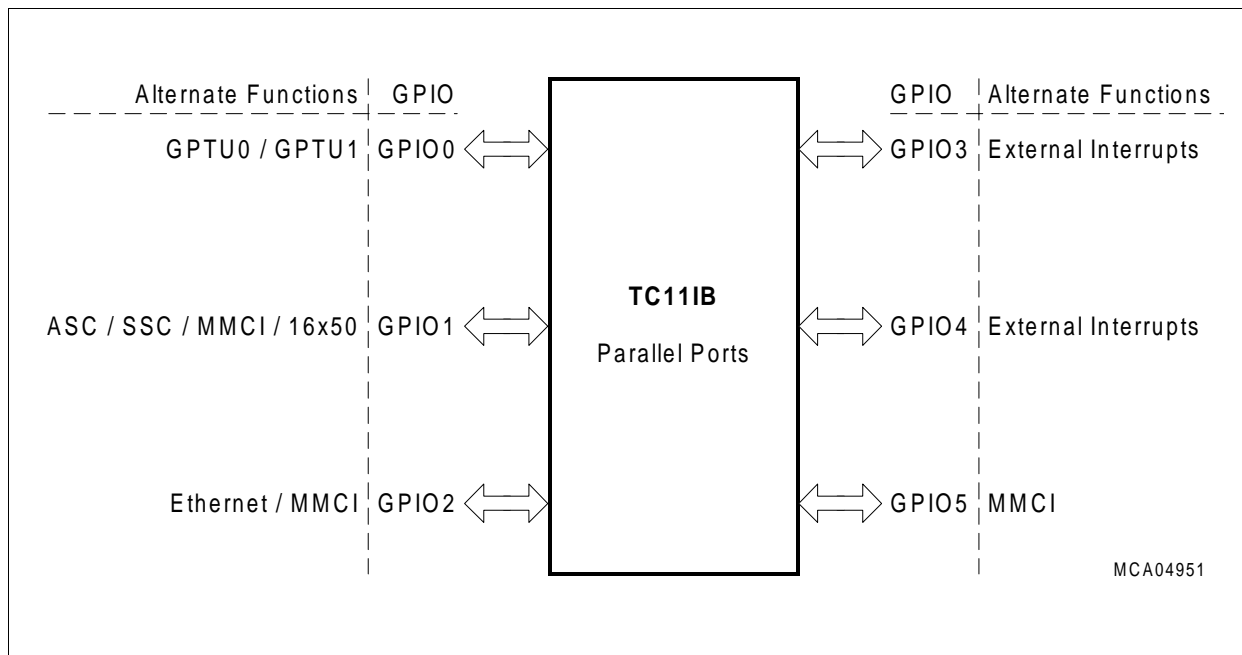 Alternate Functions GPIO
GPTU0 / GPTU1 GPIO0
ASC / SSC / MMCI / 16x50 GPIO1
Ethernet / MMCI GPIO2
TC11IB
Parallel Ports
GPIO Alternate Functions
GPIO3 External Interrupts
GPIO4 External Interrupts
GPIO5 MMCI
MCA04951